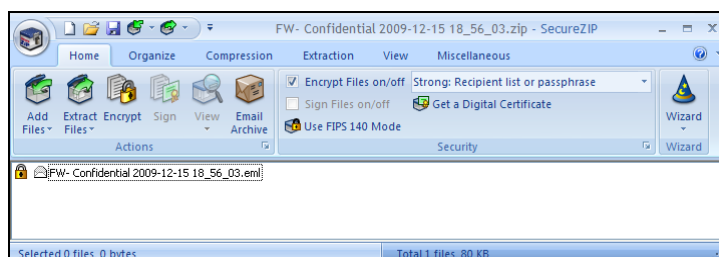 FW- Confidential 2009-12-15 18_56_03.zip - SecureZIP
Home Organize Compression Extraction View Miscellaneous
Add Files Extract Files Encrypt Sign View Email Archive
Actions
Encrypt Files on/off Strong: Recipient list or passphrase
Sign Files on/off Get a Digital Certificate
Use FIPS 140 Mode
Security
Wizard
Wizard
FW- Confidential 2009-12-15 18_56_03.eml
Selected 0 files, 0 bytes Total 1 files, 80 KB